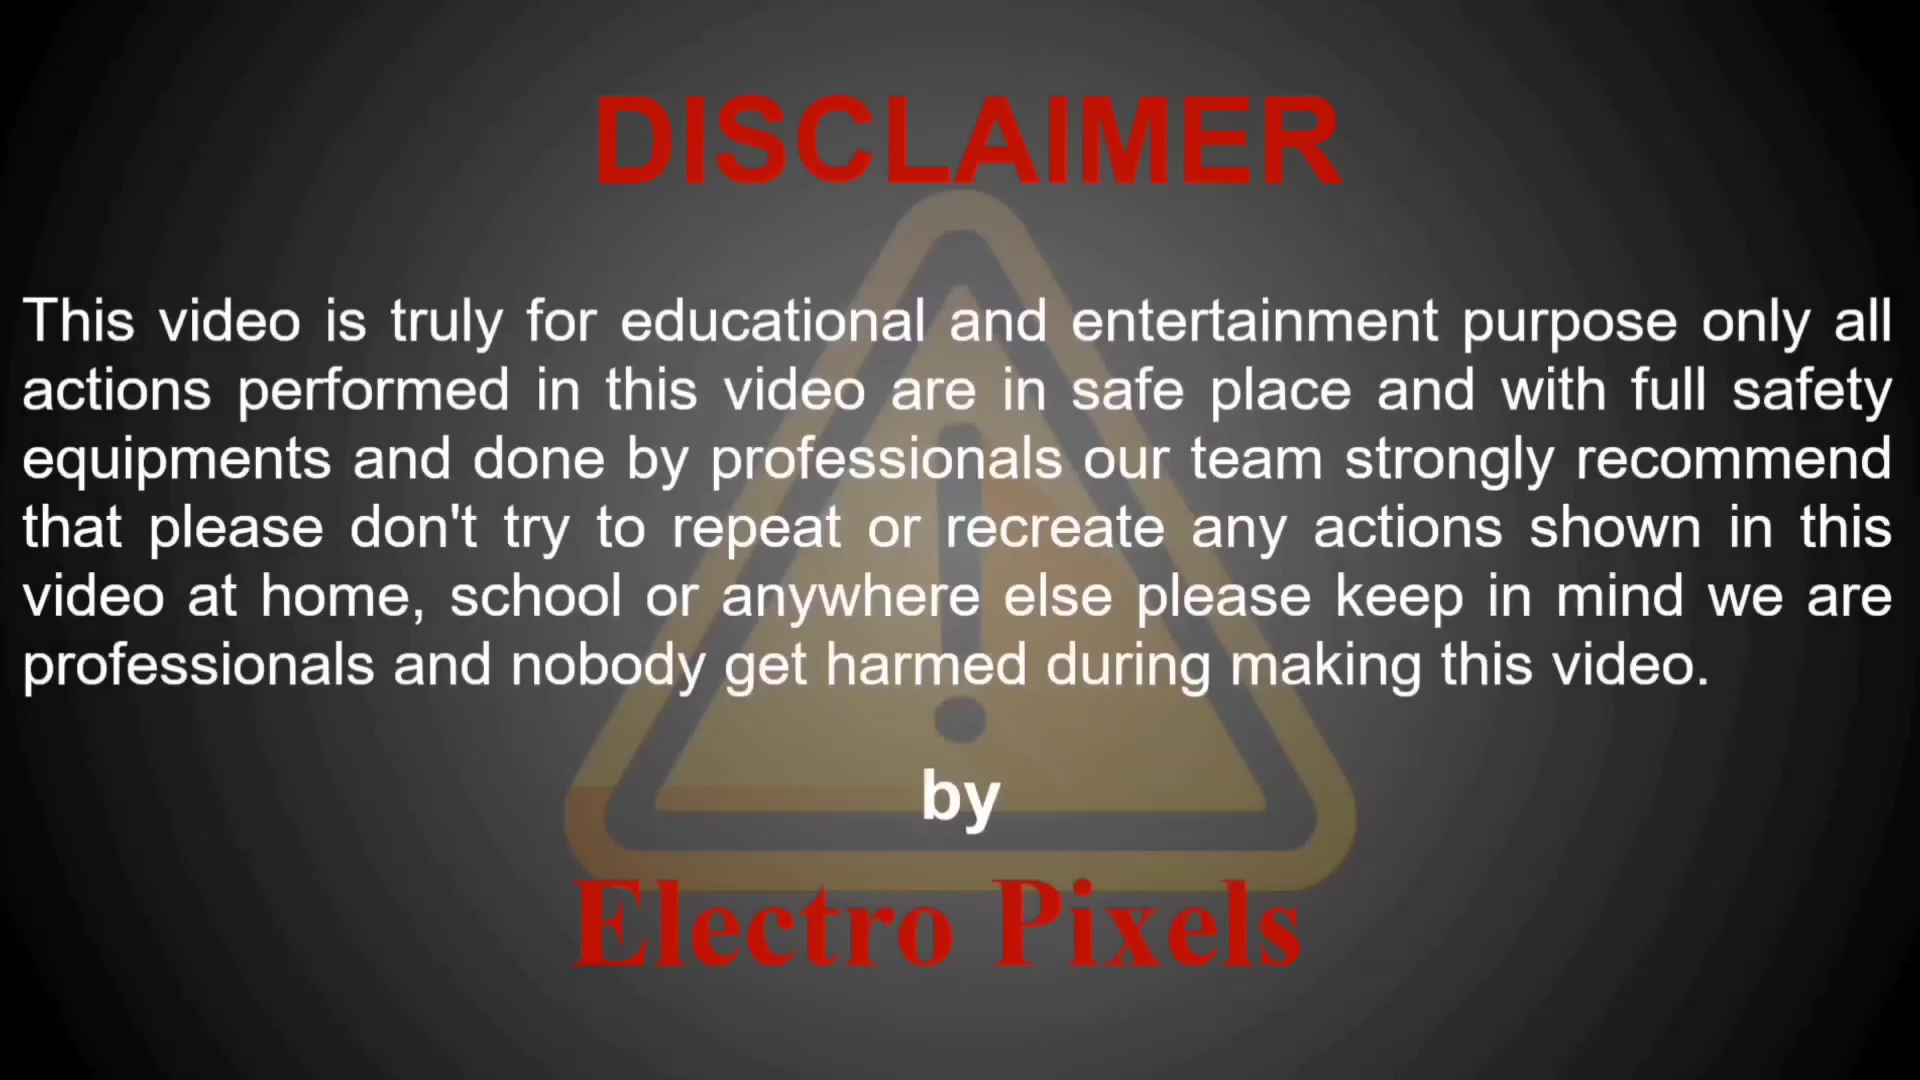 DISCLAIMER
This video is truly for educational and entertainment purpose only all
actions performed in this video are in safe place and with full safety
equipments and done by professionals our team strongly recommend
that please don't try to repeat or recreate any actions shown in this
video at home, school or anywhere else please keep in mind we are
professionals and nobody get harmed during making this video.
by
Electro Pixels